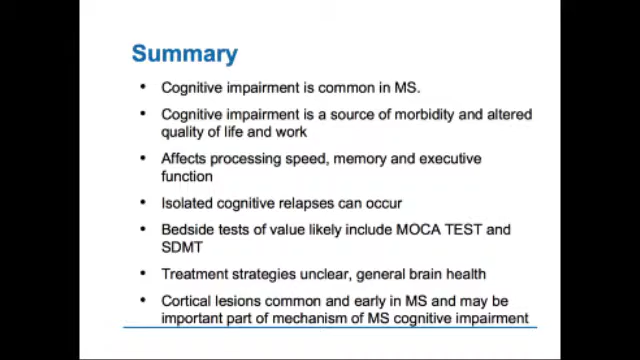 Summary
• Cognitive impairment is common in MS.
• Cognitive impairment is a source of morbidity and altered
quality of life and work
• Affects processing speed, memory and executive
function
• Isolated cognitive relapses can occur
• Bedside tests of value likely include MOCA TEST and
SDMT
• Treatment strategies unclear, general brain health
• Cortical lesions common and early in MS and may be
important part of mechanism of MS cognitive impairment